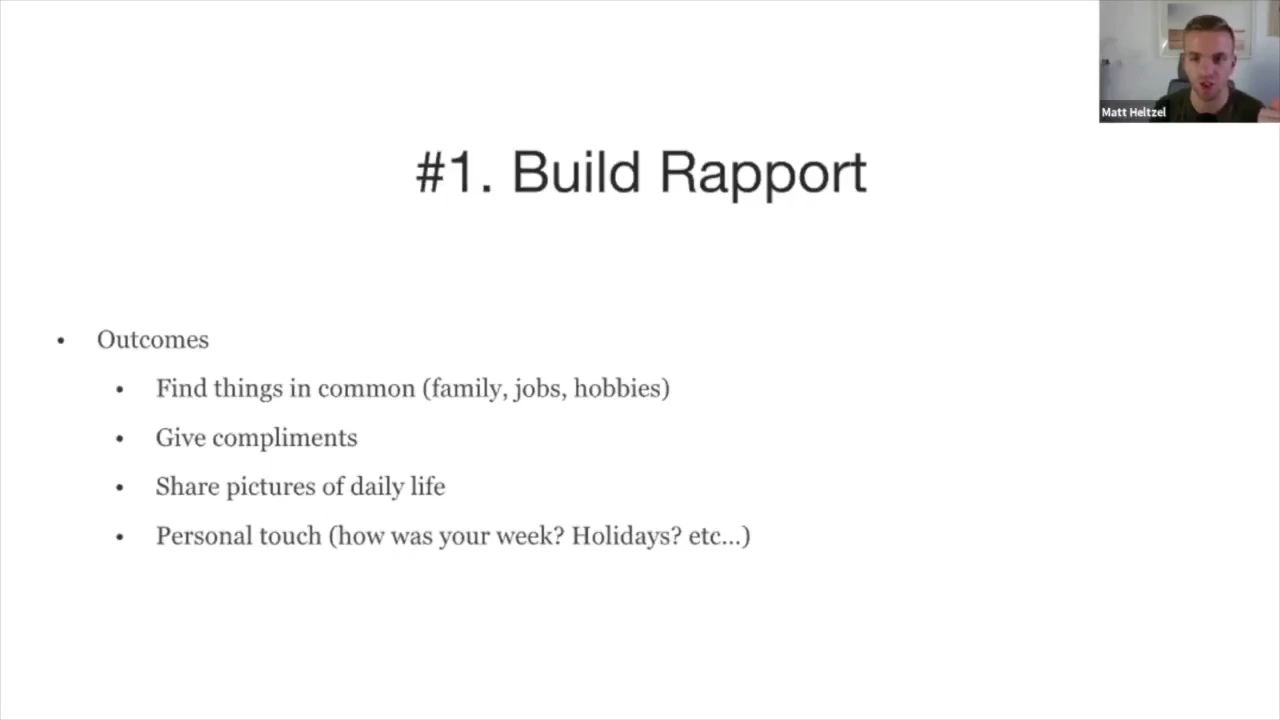 Matt Heltzel
#1. Build Rapport
• Outcomes
• Find things in common (family, jobs, hobbies)
• Give compliments
• Share pictures of daily life
• Personal touch (how was your week? Holidays? etc...)